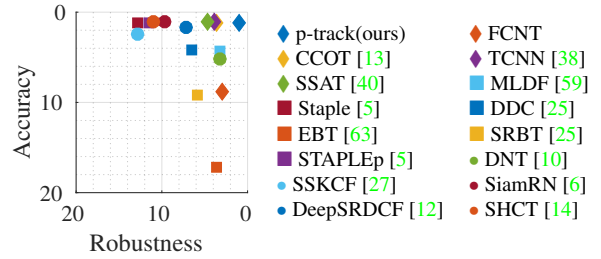 0
10
20
20
10
0
Accuracy
Robustness
p-track(ours)
FCNT
CCOT [13]
TCNN [38]
SSAT [40]
MLDF [59]
Staple [5]
DDC [25]
EBT [63]
SRBT [25]
STAPLEp [5]
DNT [10]
SSKCF [27]
SiamRN [6]
DeepSRDCF [12]
SHCT [14]